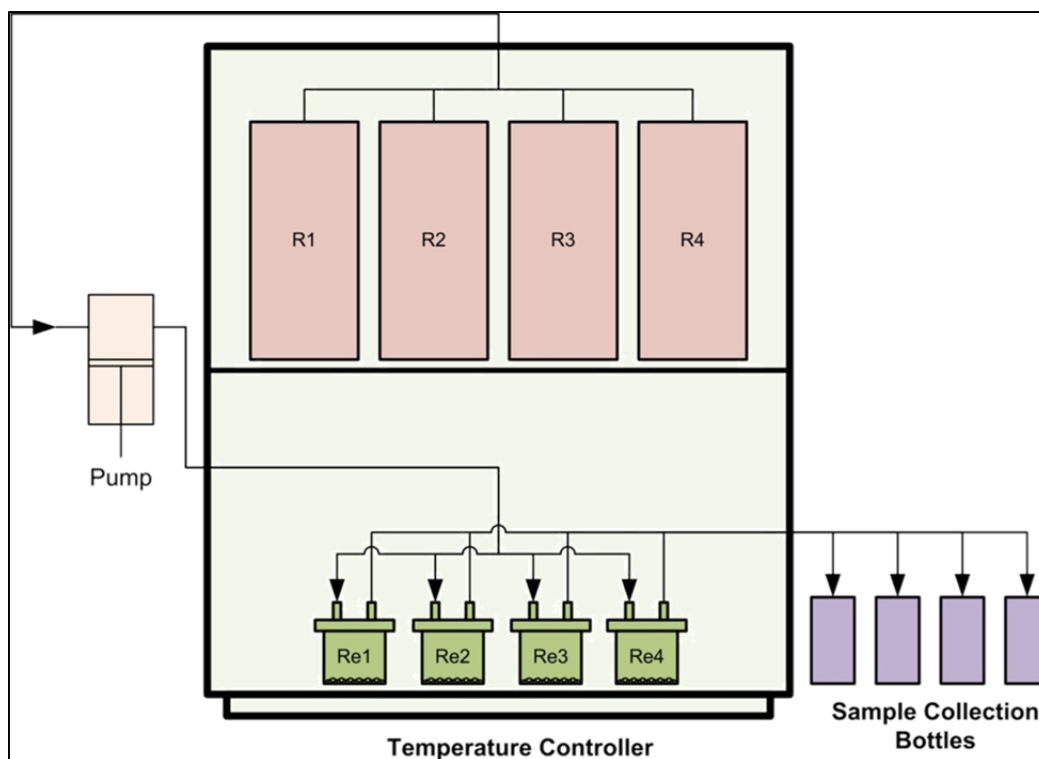 R1
R2
R3
R4
Pump
Re1
Re2
Re3
Re4
Sample Collection
Bottles
Temperature Controller